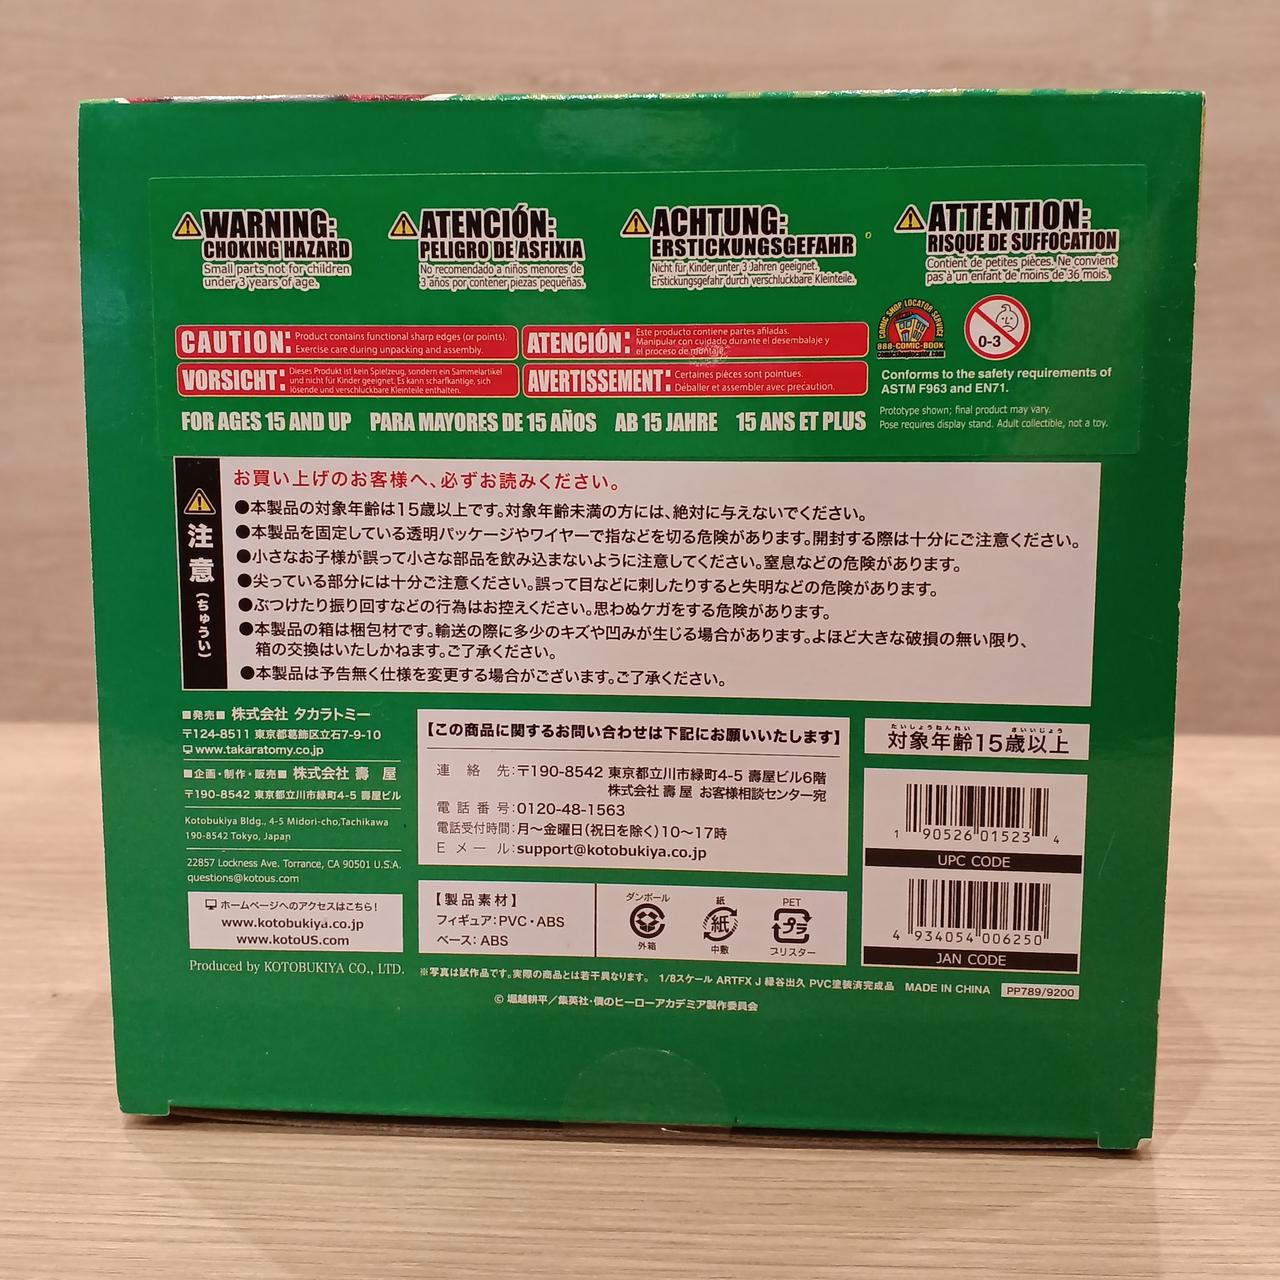 WARNING:
CHOKING HAZARD
Small parts not for children
under 3 years of age.
ATENCIÓN:
PELIGRO DE ASFIXIA
No recomendado a niños menores de
3 años por contener piezas pequeñas.
ACHTUNG:
ERSTICKUNGSGEFAHR
Nicht für Kinder unter 3 Jahren geeignet.
Erstickungsgefahr durch verschluckbare Kleinteile.
ATTENTION:
RISQUE DE SUFFOCATION
Contient de petites pièces. Ne convient
pas à un enfant de moins de 36 mois.
CAUTION: Product contains functional sharp edges (or points).
Exercise care during unpacking and assembly.
ATENCIÓN: Este producto contiene partes afiladas.
Manipular con cuidado durante el desembalaje y
el proceso de montaje.
VORSICHT: Dieses Produkt ist kein Spielzeug, sondern ein Sammelartikel
und nicht für Kinder geeignet. Es kann scharfkantige, sich
lösende und verschluckbare Kleinteile enthalten.
AVERTISSEMENT: Certaines pièces sont pointues.
Déballer et assembler avec précaution.
COMIC SHOP LOCATOR SERVICE
888-COMIC-BOOK
comicshoplocator.com
0-3
Conforms to the safety requirements of
ASTM F963 and EN71.
Prototype shown; final product may vary.
Pose requires display stand. Adult collectible, not a toy.
FOR AGES 15 AND UP PARA MAYORES DE 15 AÑOS AB 15 JAHRE 15 ANS ET PLUS
注意(ちゅうい)
お買い上げのお客様へ、必ずお読みください。
●本製品の対象年齢は15歳以上です。対象年齢未満の方には、絶対に与えないでください。
●本製品を固定している透明パッケージやワイヤーで指などを切る危険があります。開封する際は十分にご注意ください。
●小さなお子様が誤って小さな部品を飲み込まないように注意してください。窒息などの危険があります。
●尖っている部分には十分ご注意ください。誤って目などに刺したりすると失明などの危険があります。
●ぶつけたり振り回すなどの行為はお控えください。思わぬケガをする危険があります。
●本製品の箱は梱包材です。輸送の際に多少のキズや凹みが生じる場合があります。よほど大きな破損の無い限り、
箱の交換はいたしかねます。ご了承ください。
●本製品は予告無く仕様を変更する場合がございます。ご了承ください。
■発売■ 株式会社 タカラトミー
〒124-8511 東京都葛飾区立石7-9-10
www.takaratomy.co.jp
■企画・制作・販売■ 株式会社 壽屋
〒190-8542 東京都立川市緑町4-5 壽屋ビル
Kotobukiya Bldg., 4-5 Midori-cho,Tachikawa
190-8542 Tokyo, Japan
22857 Lockness Ave. Torrance, CA 90501 U.S.A.
questions@kotous.com
ホームページへのアクセスはこちら!
www.kotobukiya.co.jp
www.kotoUS.com
Produced by KOTOBUKIYA CO., LTD.
【この商品に関するお問い合わせは下記にお願いいたします】
連絡先:〒190-8542 東京都立川市緑町4-5 壽屋ビル6階
株式会社 壽屋 お客様相談センター宛
電話番号:0120-48-1563
電話受付時間:月〜金曜日(祝日を除く)10〜17時
Eメール:support@kotobukiya.co.jp
【製品素材】
フィギュア:PVC・ABS
ベース:ABS
ダンボール
外箱
紙
紙
中敷
PET
プラ
ブリスター
たいしょうねんれい さいいじょう
対象年齢15歳以上
1 90526 01523 4
UPC CODE
4 934054 006250
JAN CODE
※写真は試作品です。実際の商品とは若干異なります。 1/8スケール ARTFX J 緑谷出久 PVC塗装済完成品 MADE IN CHINA PP789/9200
© 堀越耕平/集英社・僕のヒーローアカデミア製作委員会